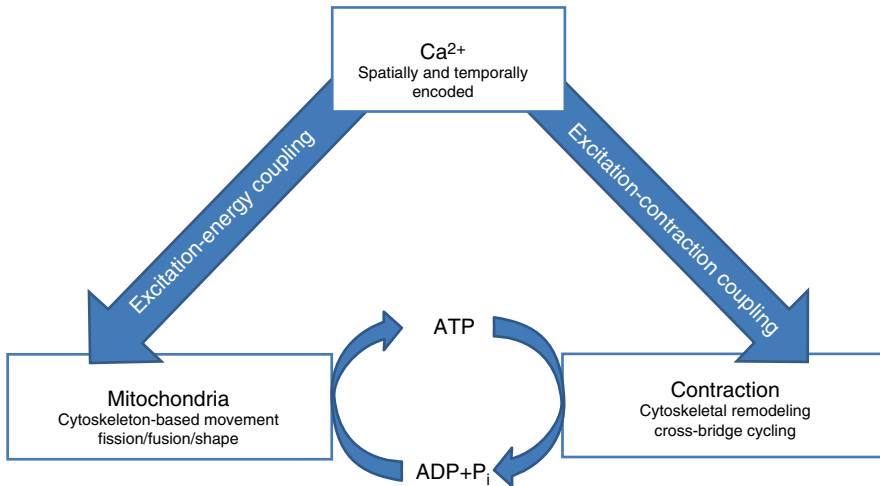 Ca²⁺
Spatially and temporally
encoded
Excitation-energy coupling
Excitation-contraction coupling
ATP
Mitochondria
Cytoskeleton-based movement
fission/fusion/shape
Contraction
Cytoskeletal remodeling
cross-bridge cycling
ADP+Pᵢ